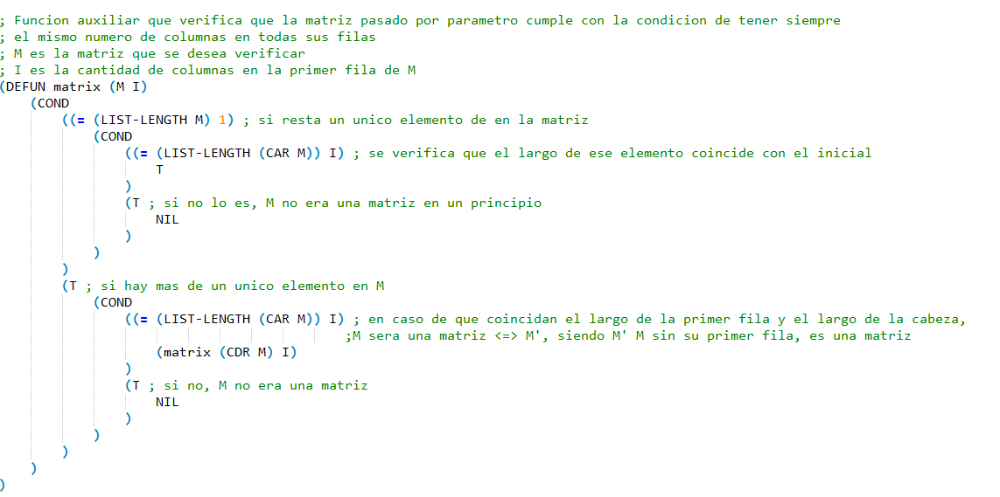 ; Funcion auxiliar que verifica que la matriz pasado por parametro cumple con la condicion de tener siempre
; el mismo numero de columnas en todas sus filas
; M es la matriz que se desea verificar
; I es la cantidad de columnas en la primer fila de M
(DEFUN matrix (M I)
    (COND
        ((= (LIST-LENGTH M) 1) ; si resta un unico elemento de en la matriz
            (COND
                ((= (LIST-LENGTH (CAR M)) I) ; se verifica que el largo de ese elemento coincide con el inicial
                    T
                )
                (T ; si no lo es, M no era una matriz en un principio
                    NIL
                )
            )
        )
        (T ; si hay mas de un unico elemento en M
            (COND
                ((= (LIST-LENGTH (CAR M)) I) ; en caso de que coincidan el largo de la primer fila y el largo de la cabeza,
                                            ;M sera una matriz <=> M', siendo M' M sin su primer fila, es una matriz
                    (matrix (CDR M) I)
                )
                (T ; si no, M no era una matriz
                    NIL
                )
            )
        )
    )
)